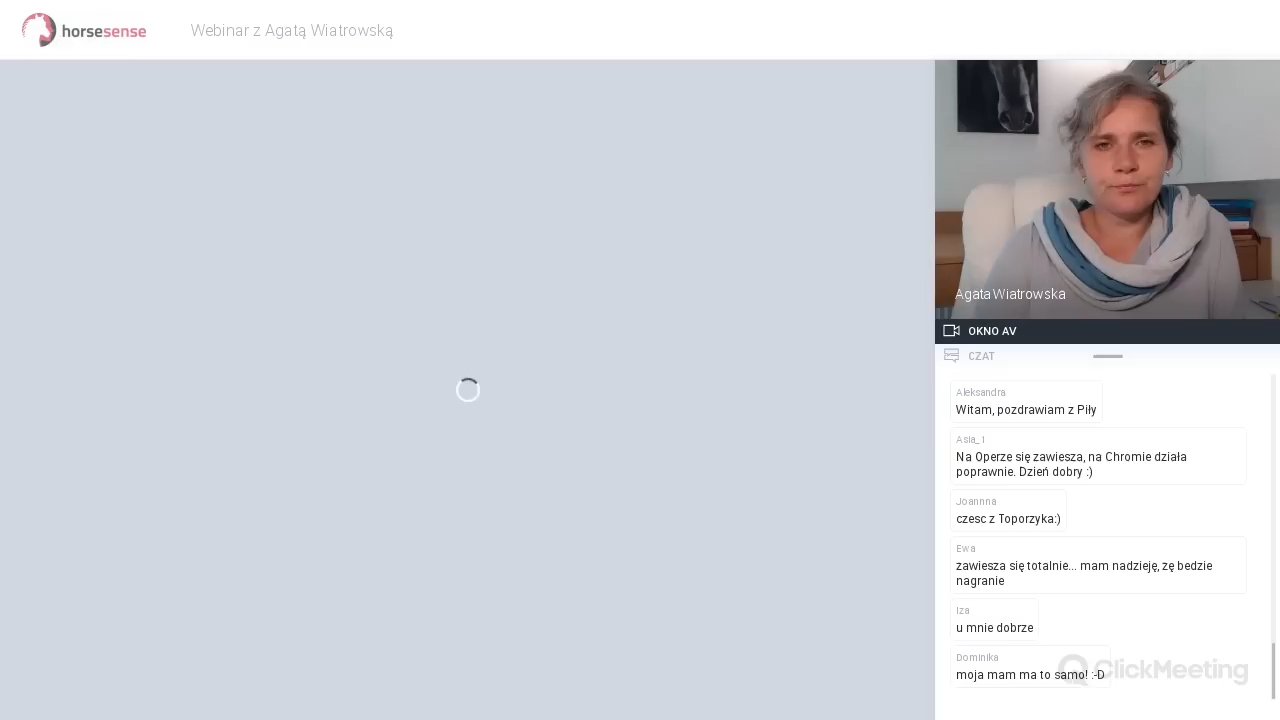 horsesense
Webinar z Agatą Wiatrowską
Agata Wiatrowska
OKNO AV
CZAT
Aleksandra
Witam, pozdrawiam z Piły
Asia_1
Na Operze się zawiesza, na Chromie działa
poprawnie. Dzień dobry :)
Joannna
czesc z Toporzyka:)
Ewa
zawiesza się totalnie... mam nadzieję, zę bedzie
nagranie
Iza
u mnie dobrze
Dominika
moja mam ma to samo! :-D
ClickMeeting